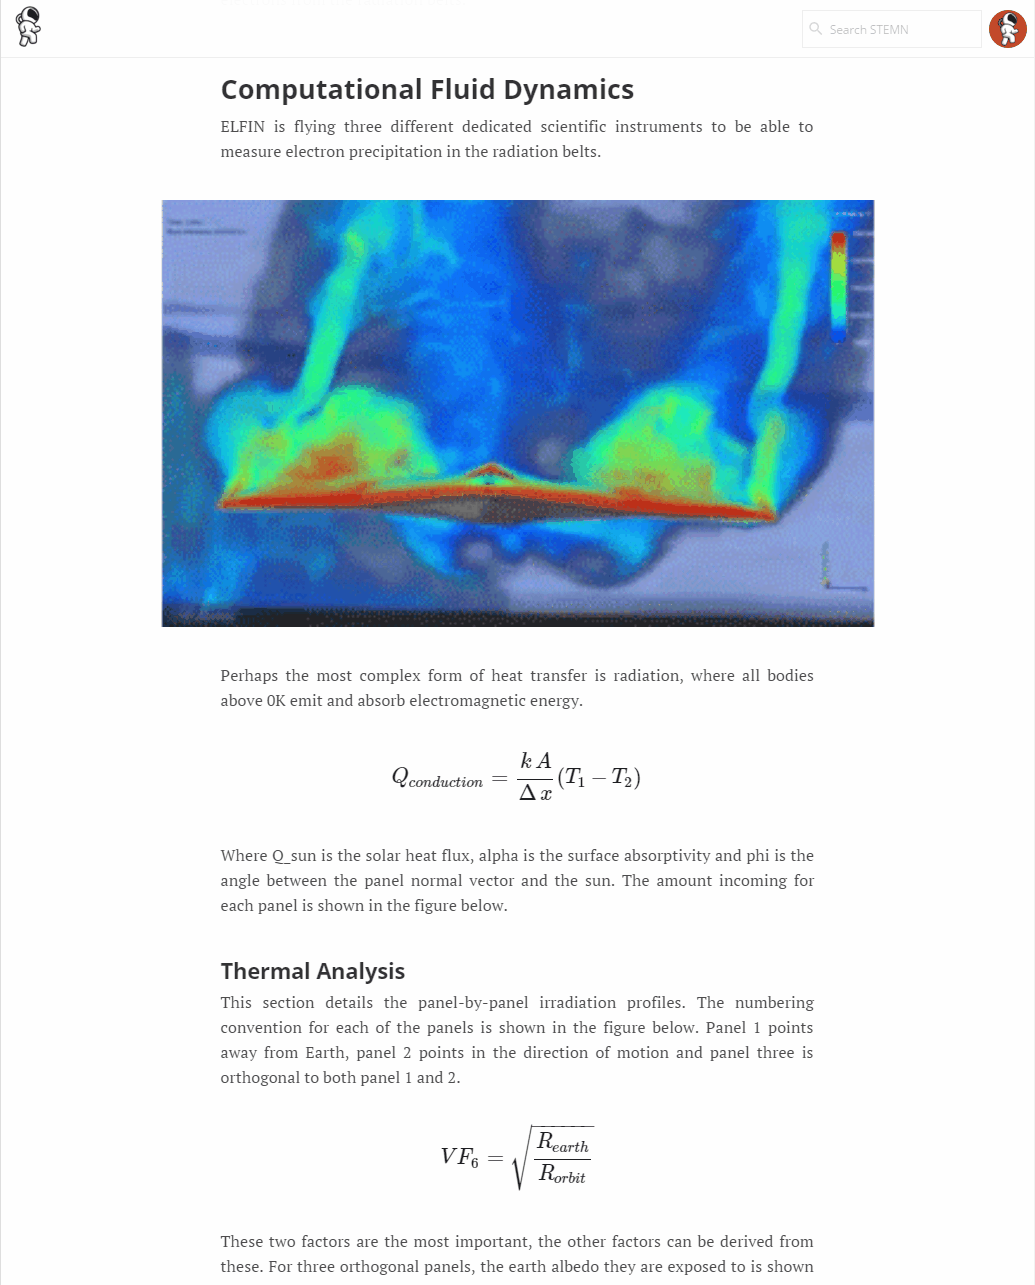 Search STEMN
Computational Fluid Dynamics
ELFIN is flying three different dedicated scientific instruments to be able to
measure electron precipitation in the radiation belts.
Perhaps the most complex form of heat transfer is radiation, where all bodies
above 0K emit and absorb electromagnetic energy.
Q_{conduction} = \frac{k A}{\Delta x}(T_1 − T_2)
Where Q_sun is the solar heat flux, alpha is the surface absorptivity and phi is the
angle between the panel normal vector and the sun. The amount incoming for
each panel is shown in the figure below.
Thermal Analysis
This section details the panel-by-panel irradiation profiles. The numbering
convention for each of the panels is shown in the figure below. Panel 1 points
away from Earth, panel 2 points in the direction of motion and panel three is
orthogonal to both panel 1 and 2.
VF_6 = \sqrt{\frac{R_{earth}}{R_{orbit}}}
These two factors are the most important, the other factors can be derived from
these. For three orthogonal panels, the earth albedo they are exposed to is shown